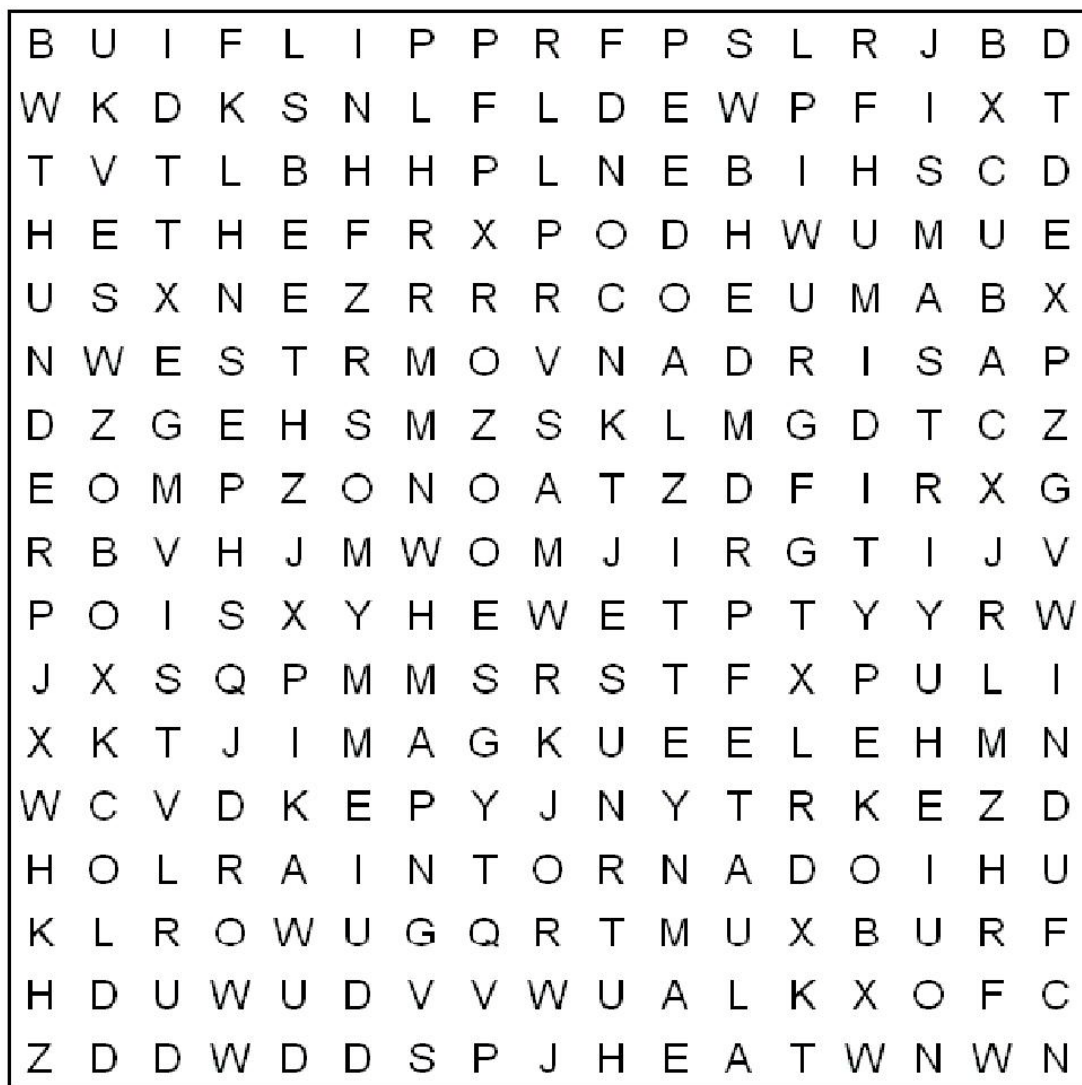 B U I F L I P P R F P S L R J B D
W K D K S N L F L D E W P F I X T
T V T L B H H P L N E B I H S C D
H E T H E F R X P O D H W U M U E
U S X N E Z R R R C O E U M A B X
N W E S T R M O V N A D R I S A P
D Z G E H S M Z S K L M G D T C Z
E O M P Z O N O A T Z D F I R X G
R B V H J M W O M J I R G T I J V
P O I S X Y H E W E T P T Y Y R W
J X S Q P M M S R S T F X P U L I
X K T J I M A G K U E E L E H M N
W C V D K E P Y J N Y T R K E Z D
H O L R A I N T O R N A D O I H U
K L R O W U G Q R T M U X B U R F
H D U W U D V V W U A L K X O F C
Z D D W D D S P J H E A T W N W N